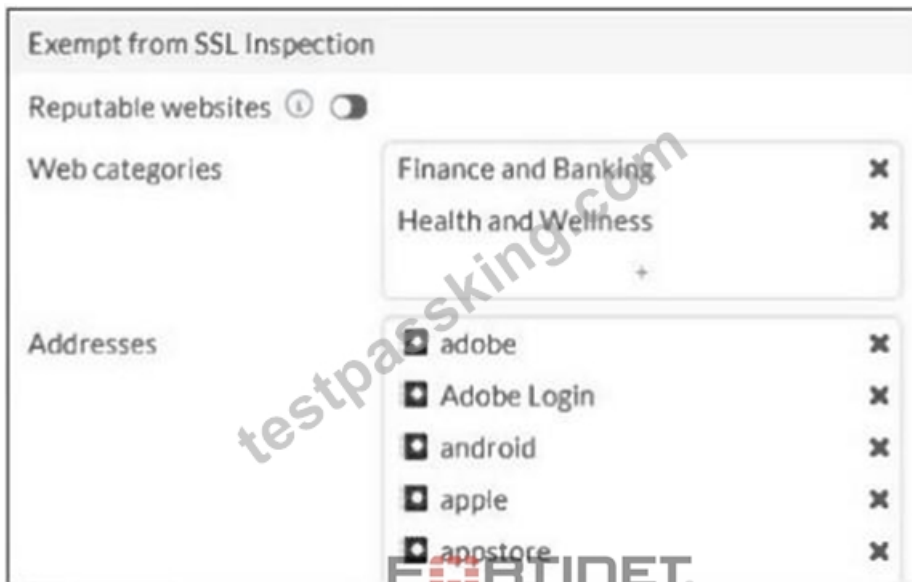 Exempt from SSL Inspection
Reputable websites
Web categories
Finance and Banking
Health and Wellness
+
Addresses
adobe
Adobe Login
android
apple
appstore
testpassking.com
FORTINET